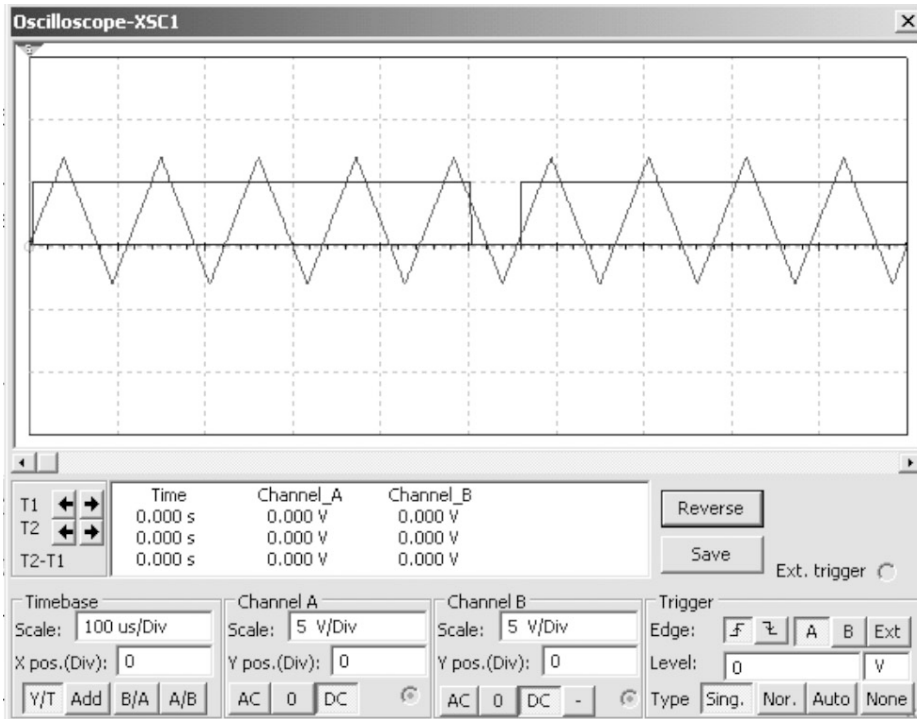 Oscilloscope-XSC1
T1
T2
T2-T1
Time Channel_A Channel_B
0.000 s 0.000 V 0.000 V
0.000 s 0.000 V 0.000 V
0.000 s 0.000 V 0.000 V
Reverse
Save
Ext. trigger
Timebase
Scale: 100 us/Div
X pos.(Div): 0
Y/T Add B/A A/B
Channel A
Scale: 5 V/Div
Y pos.(Div): 0
AC 0 DC
Channel B
Scale: 5 V/Div
Y pos.(Div): 0
AC 0 DC -
Trigger
Edge: A B Ext
Level: 0 V
Type Sing. Nor. Auto None